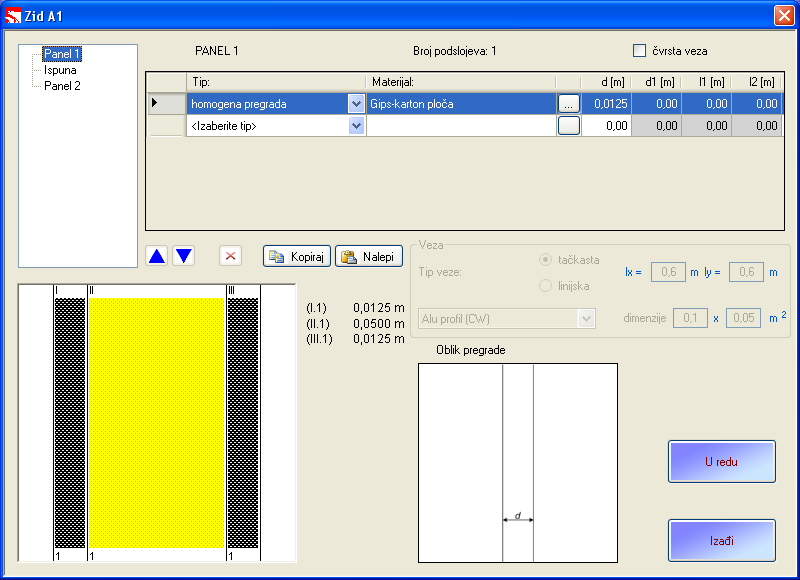 Zid A1
Panel 1
Ispuna
Panel 2
PANEL 1 Broj podslojeva: 1 čvrsta veza
Tip: Materijal: d [m] d1 [m] l1 [m] l2 [m]
homogena pregrada Gips-karton ploča ... 0,0125 0,00 0,00 0,00
<Izaberite tip> 0,00 0,00 0,00 0,00
Kopiraj Nalepi
Veza
Tip veze: tačkasta lx = 0,6 m ly = 0,6 m
linijska
Alu profil (CW) dimenzije 0,1 x 0,05 m 2
I II III
(I.1) 0,0125 m
(II.1) 0,0500 m
(III.1) 0,0125 m
1 1 1
Oblik pregrade
d
U redu
Izađi